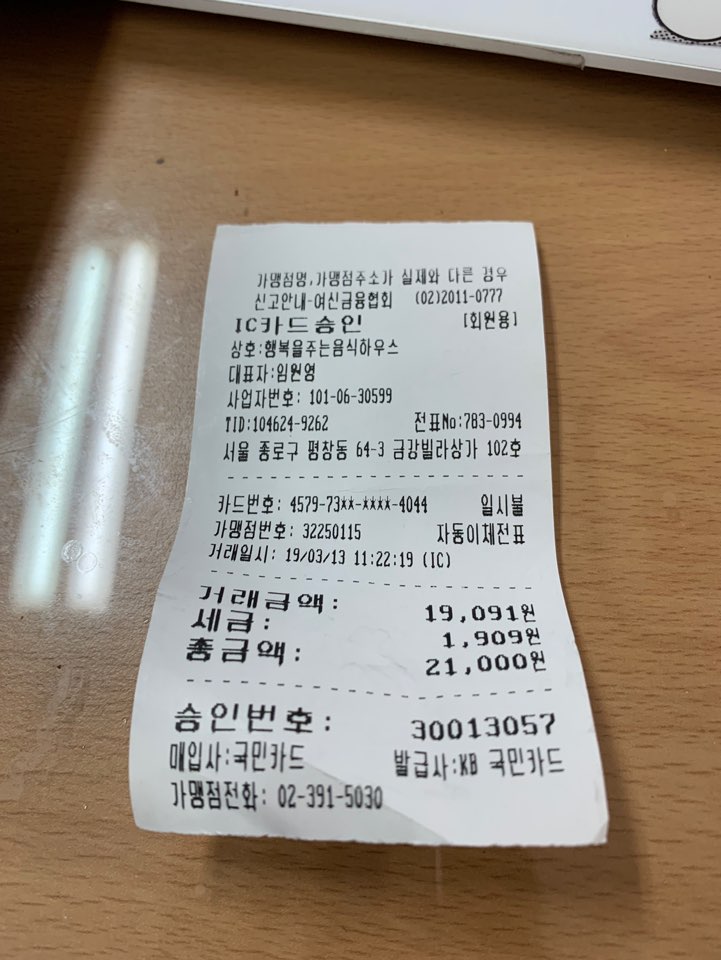 가맹점명,가맹점주소가 실제와 다른 경우
신고안내-여신금융협회 (02)2011-0777
IC카드승인 [회원용]
상호:행복을주는음식하우스
대표자:임원영
사업자번호: 101-06-30599
TID:104624-9262 전표No:7B3-0994
서울 종로구 평창동 64-3 금강빌라상가 102호
카드번호: 4579-73**-****-4044 일시불
가맹점번호: 32250115 자동이체전표
거래일시: 19/03/13 11:22:19 (IC)
거래금액: 19,091원
세금: 1,909원
총금액: 21,000원
승인번호: 30013057
매입사:국민카드 발급사:KB 국민카드
가맹점전화: 02-391-5030